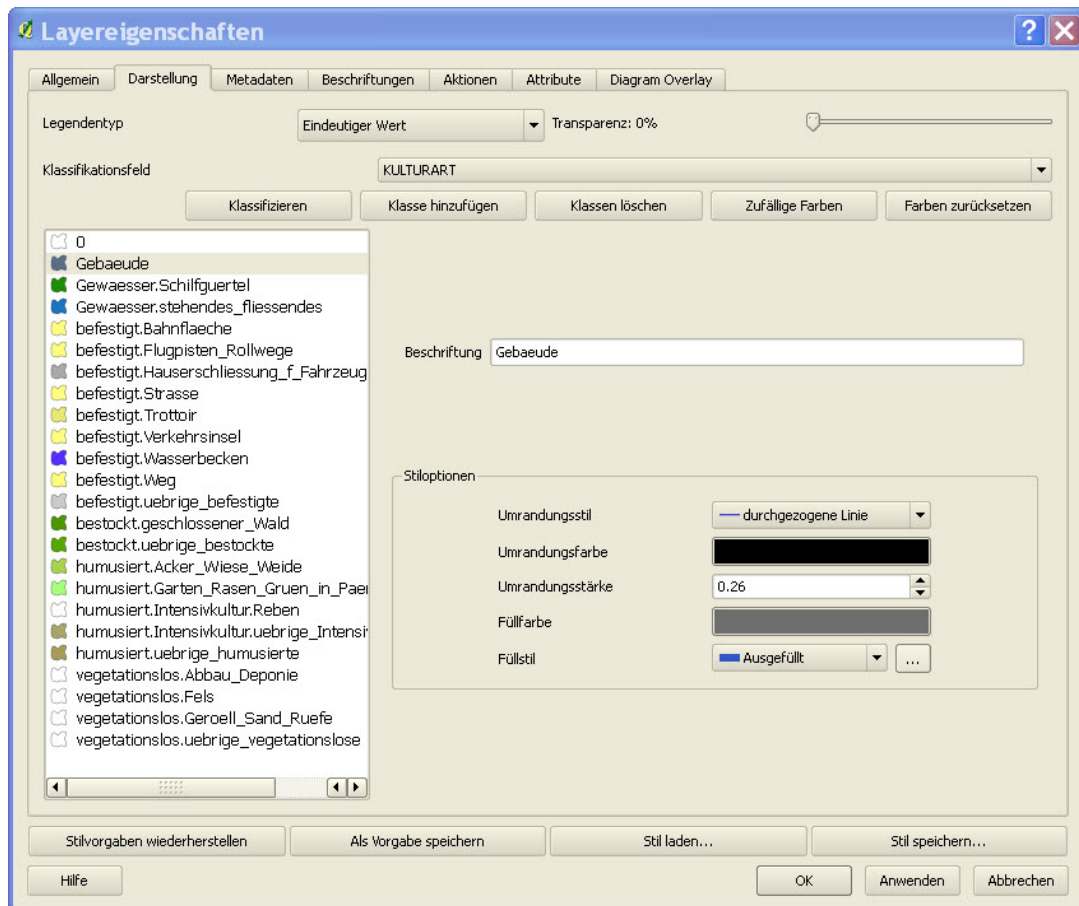 Layereigenschaften
Allgemein Darstellung Metadaten Beschriftungen Aktionen Attribute Diagram Overlay
Legendentyp Eindeutiger Wert Transparenz: 0%
Klassifikationsfeld KULTURART
Klassifizieren Klasse hinzufügen Klassen löschen Zufällige Farben Farben zurücksetzen
0
Gebaeude
Gewaesser.Schilfguertel
Gewaesser.stehendes_fliessendes
befestigt.Bahnflaeche
befestigt.Flugpisten_Rollwege
befestigt.Hauserschliessung_f_Fahrzeug
befestigt.Strasse
befestigt.Trottoir
befestigt.Verkehrsinsel
befestigt.Wasserbecken
befestigt.Weg
befestigt.uebrige_befestigte
bestockt.geschlossener_Wald
bestockt.uebrige_bestockte
humusiert.Acker_Wiese_Weide
humusiert.Garten_Rasen_Gruen_in_Paer
humusiert.Intensivkultur.Reben
humusiert.Intensivkultur.uebrige_Intensi
humusiert.uebrige_humusierte
vegetationslos.Abbau_Deponie
vegetationslos.Fels
vegetationslos.Geroell_Sand_Ruefe
vegetationslos.uebrige_vegetationslose
Beschriftung Gebaeude
Stiloptionen
Umrandungsstil durchgezogene Linie
Umrandungsfarbe
Umrandungsstärke 0.26
Füllfarbe
Füllstil Ausgefüllt ...
Stilvorgaben wiederherstellen Als Vorgabe speichern Stil laden... Stil speichern...
Hilfe OK Anwenden Abbrechen